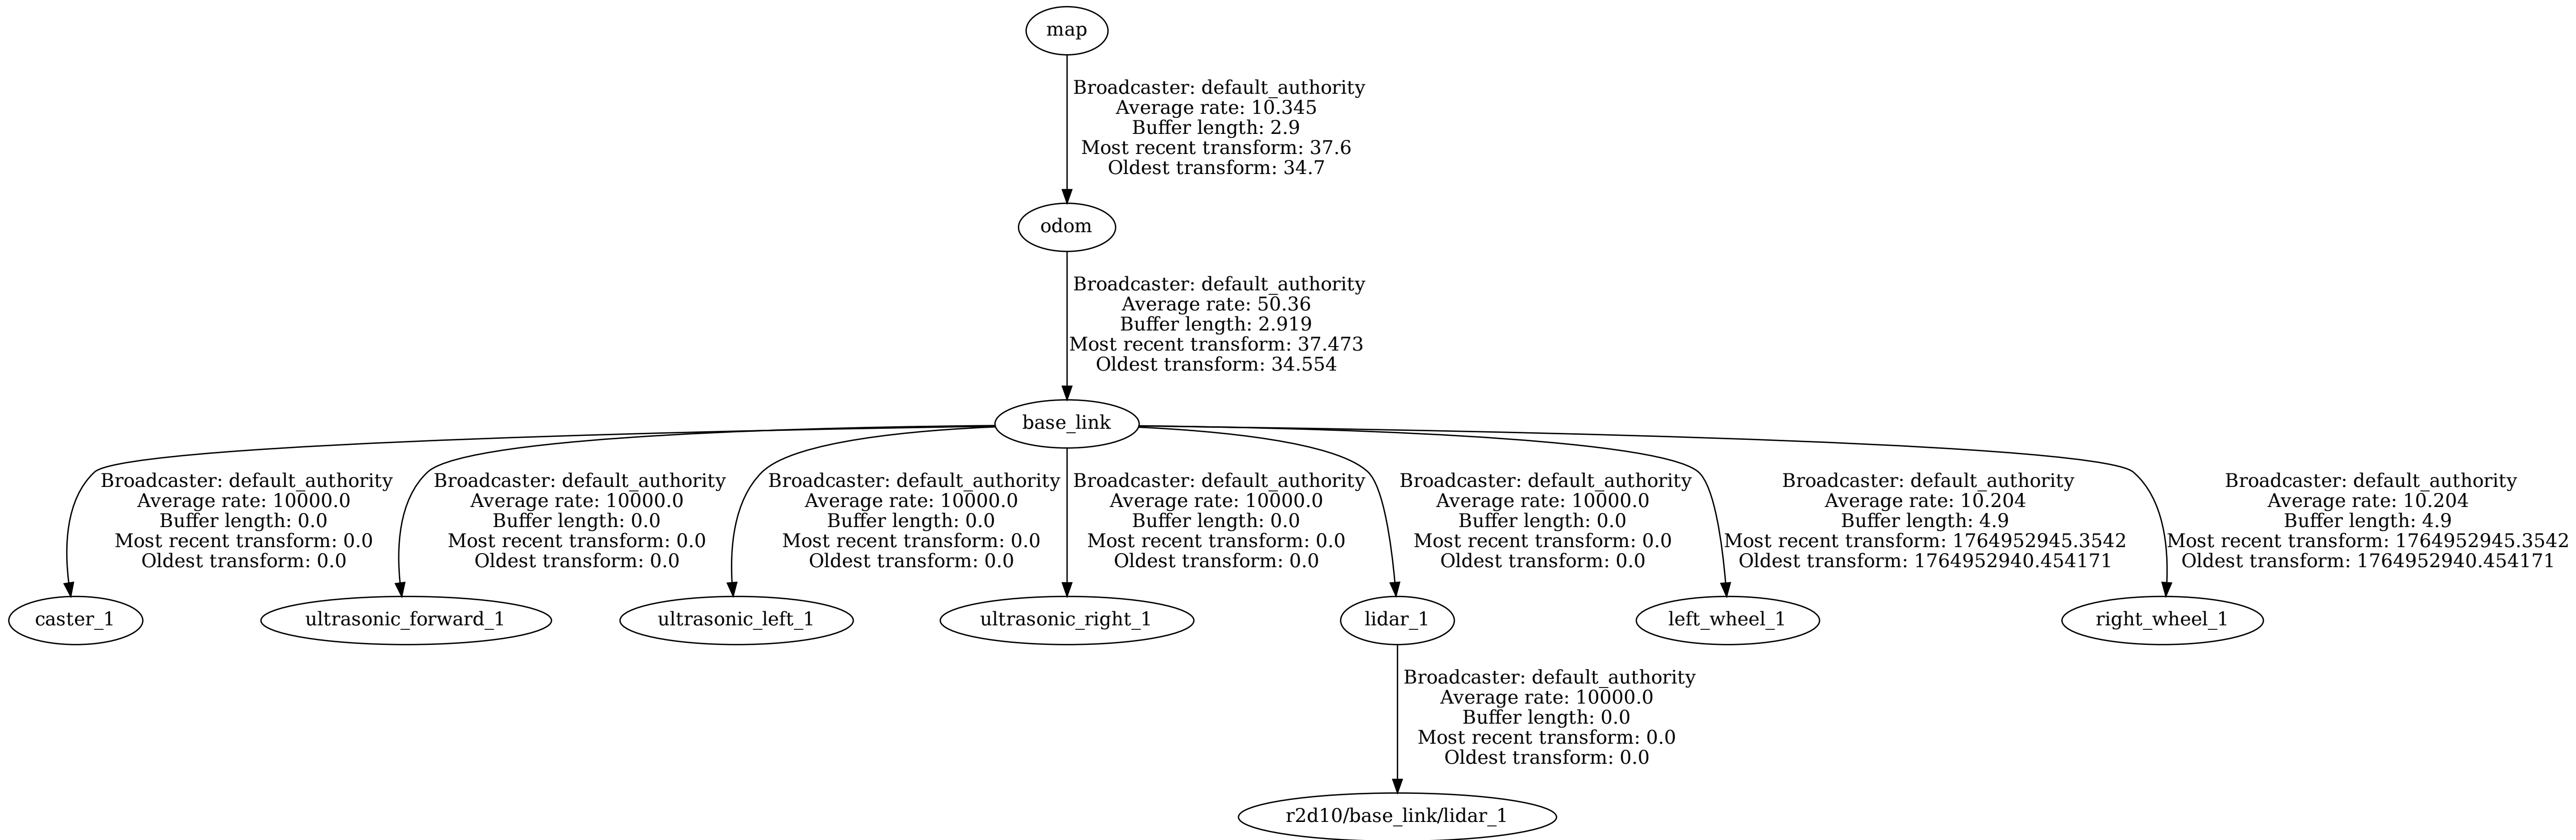 map
Broadcaster: default_authority
Average rate: 10.345
Buffer length: 2.9
Most recent transform: 37.6
Oldest transform: 34.7
odom
Broadcaster: default_authority
Average rate: 50.36
Buffer length: 2.919
Most recent transform: 37.473
Oldest transform: 34.554
base_link
Broadcaster: default_authority
Average rate: 10000.0
Buffer length: 0.0
Most recent transform: 0.0
Oldest transform: 0.0
Broadcaster: default_authority
Average rate: 10000.0
Buffer length: 0.0
Most recent transform: 0.0
Oldest transform: 0.0
Broadcaster: default_authority
Average rate: 10000.0
Buffer length: 0.0
Most recent transform: 0.0
Oldest transform: 0.0
Broadcaster: default_authority
Average rate: 10000.0
Buffer length: 0.0
Most recent transform: 0.0
Oldest transform: 0.0
Broadcaster: default_authority
Average rate: 10000.0
Buffer length: 0.0
Most recent transform: 0.0
Oldest transform: 0.0
Broadcaster: default_authority
Average rate: 10.204
Buffer length: 4.9
Most recent transform: 1764952945.3542
Oldest transform: 1764952940.454171
Broadcaster: default_authority
Average rate: 10.204
Buffer length: 4.9
Most recent transform: 1764952945.3542
Oldest transform: 1764952940.454171
caster_1
ultrasonic_forward_1
ultrasonic_left_1
ultrasonic_right_1
lidar_1
left_wheel_1
right_wheel_1
Broadcaster: default_authority
Average rate: 10000.0
Buffer length: 0.0
Most recent transform: 0.0
Oldest transform: 0.0
r2d10/base_link/lidar_1